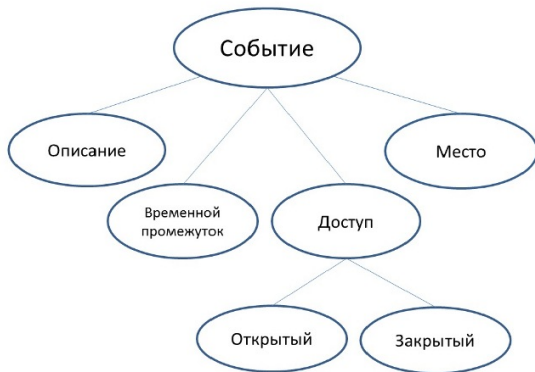 Событие
Описание
Место
Временной
промежуток
Доступ
Открытый
Закрытый